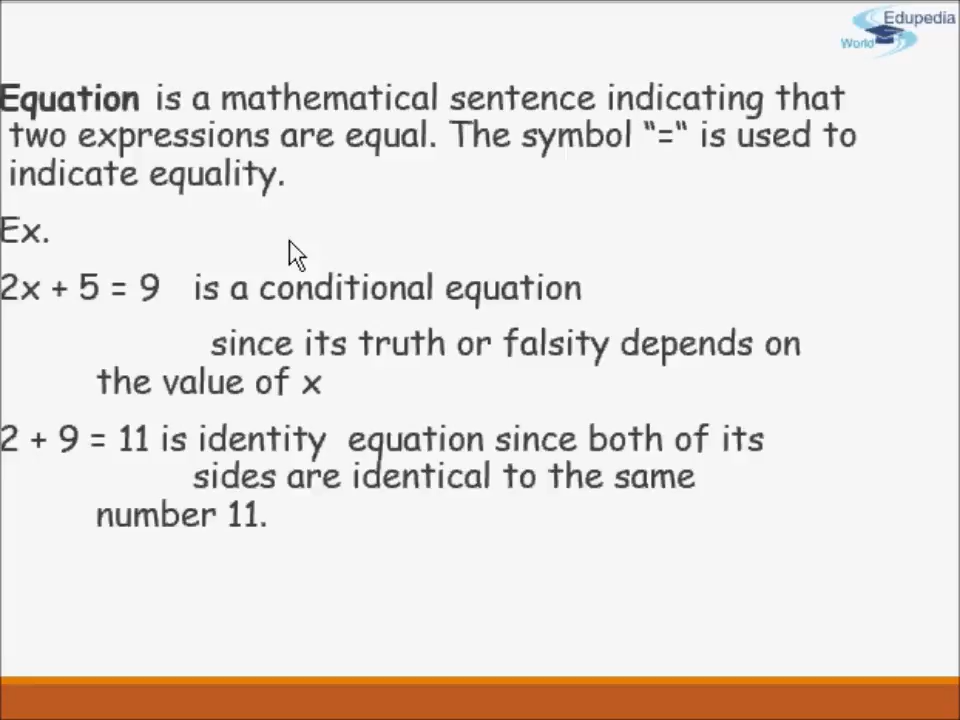 Edupedia
World
Equation is a mathematical sentence indicating that
two expressions are equal. The symbol “=“ is used to
indicate equality.
Ex.
2x + 5 = 9 is a conditional equation
since its truth or falsity depends on
the value of x
2 + 9 = 11 is identity equation since both of its
sides are identical to the same
number 11.